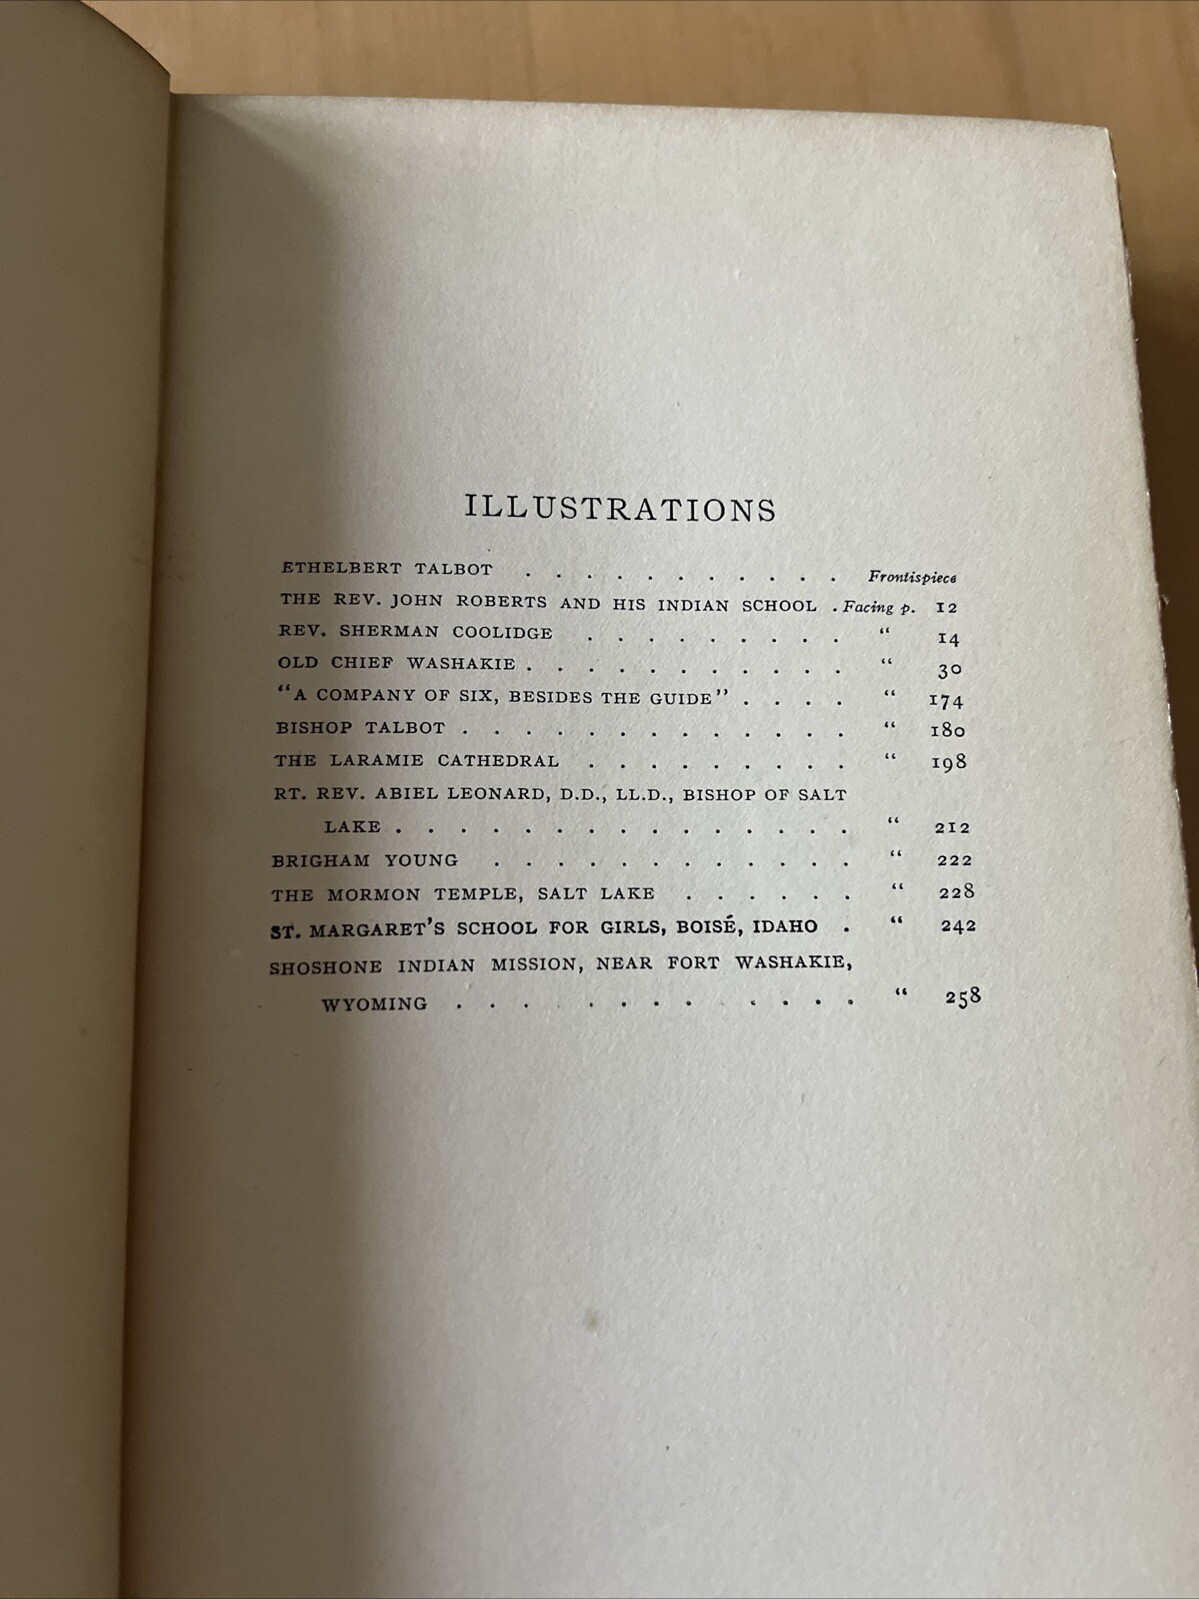 ILLUSTRATIONS
ETHELBERT TALBOT . . . . . . . . . . . Frontispiece
THE REV. JOHN ROBERTS AND HIS INDIAN SCHOOL . Facing p. 12
REV. SHERMAN COOLIDGE . . . . . . . . . “ 14
OLD CHIEF WASHAKIE . . . . . . . . . . . “ 30
“A COMPANY OF SIX, BESIDES THE GUIDE” . . . . “ 174
BISHOP TALBOT . . . . . . . . . . . . . “ 180
THE LARAMIE CATHEDRAL . . . . . . . . . “ 198
RT. REV. ABIEL LEONARD, D.D., LL.D., BISHOP OF SALT
LAKE . . . . . . . . . . . . . . . “ 212
BRIGHAM YOUNG . . . . . . . . . . . . “ 222
THE MORMON TEMPLE, SALT LAKE . . . . . . “ 228
ST. MARGARET’S SCHOOL FOR GIRLS, BOISÉ, IDAHO . “ 242
SHOSHONE INDIAN MISSION, NEAR FORT WASHAKIE,
WYOMING . . . . . . . . . . . . . “ 258